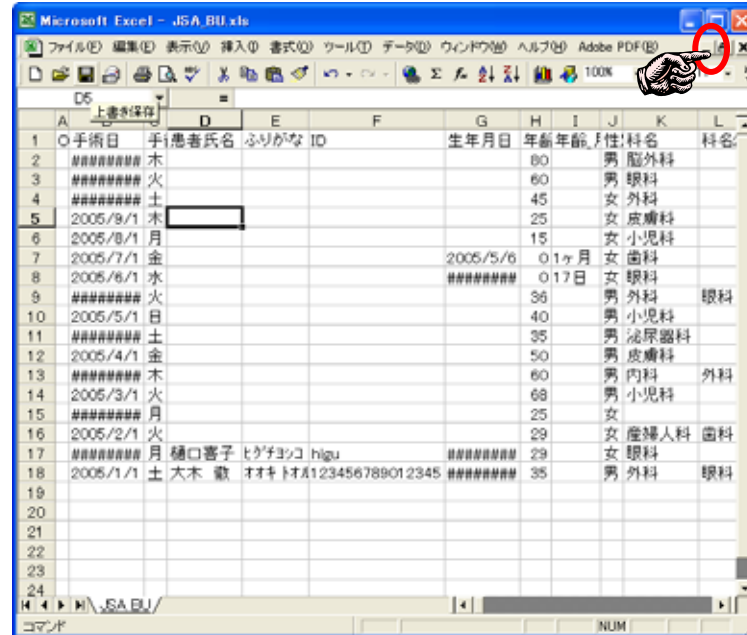 Microsoft Excel - JSA_BU.xls
ファイル(F) 編集(E) 表示(V) 挿入(I) 書式(O) ツール(T) データ(D) ウィンドウ(W) ヘルプ(H) Adobe PDF(B)
100%
D5 =
上書き保存
A D E F G H I J K L
1 手術日 手 患者氏名 ふりがな ID 生年月日 年齢 年齢_ 性 科名 科名
2 ######## 木 80 男 脳外科
3 ######## 火 60 男 眼科
4 ######## 土 45 女 外科
5 2005/9/1 木 25 女 皮膚科
6 2005/8/1 月 15 女 小児科
7 2005/7/1 金 2005/5/6 0 1ヶ月 女 歯科
8 2005/6/1 水 ######## 0 17日 女 眼科
9 ######## 火 36 男 外科 眼科
10 2005/5/1 日 40 男 小児科
11 ######## 土 35 男 泌尿器科
12 2005/4/1 金 50 男 皮膚科
13 ######## 木 60 男 内科 外科
14 2005/3/1 火 68 男 小児科
15 ######## 月 25 女
16 2005/2/1 火 29 女 産婦人科 歯科
17 ######## 月 樋口喜子 ヒグチヨシコ higu ######## 29 女 眼科
18 2005/1/1 土 大木 徹 オオキ トオル 123456789012345 ######## 35 男 外科 眼科
19
20
21
22
23
24
JSA_BU
コマンド NUM